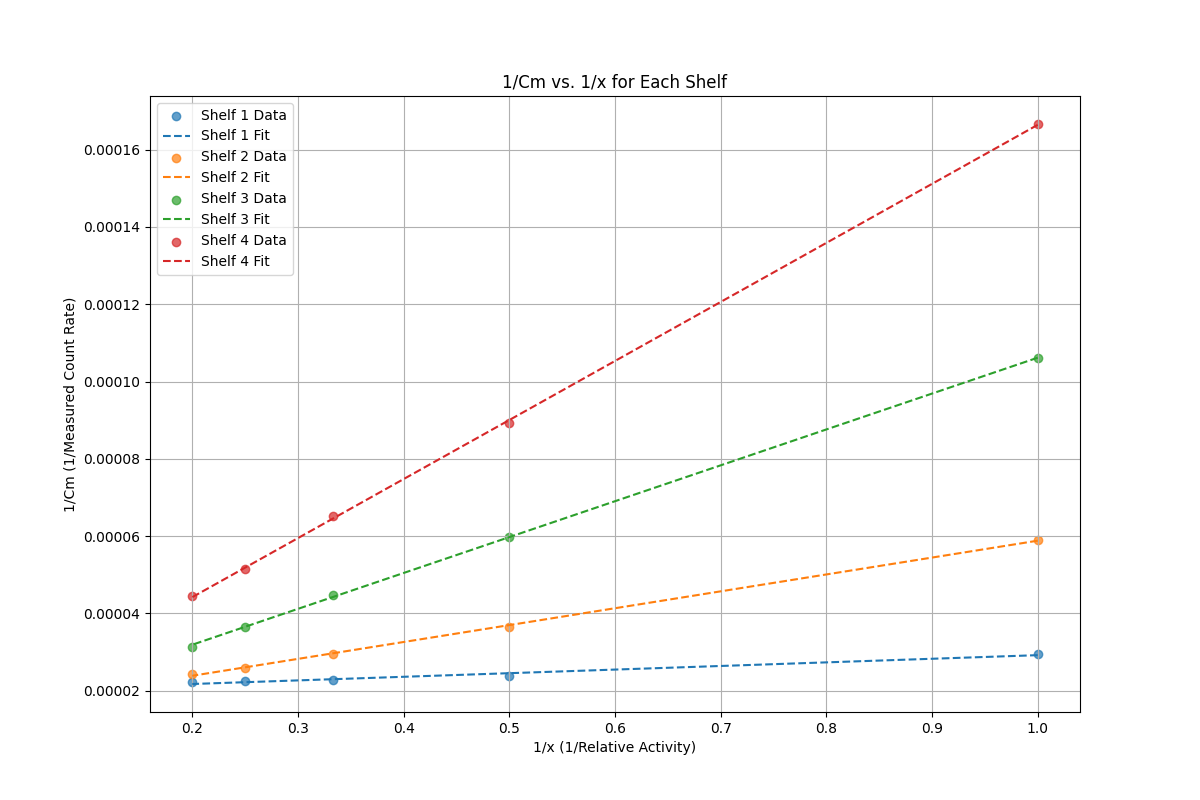 1/Cm vs. 1/x for Each Shelf
Shelf 1 Data
Shelf 1 Fit
Shelf 2 Data
Shelf 2 Fit
Shelf 3 Data
Shelf 3 Fit
Shelf 4 Data
Shelf 4 Fit
1/Cm (1/Measured Count Rate)
0.00016
0.00014
0.00012
0.00010
0.00008
0.00006
0.00004
0.00002
0.2 0.3 0.4 0.5 0.6 0.7 0.8 0.9 1.0
1/x (1/Relative Activity)